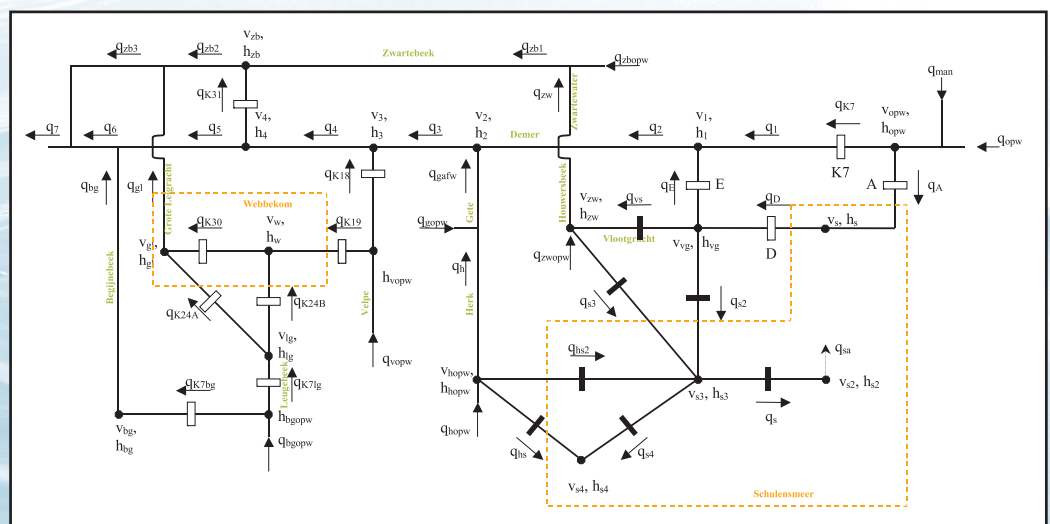 v_zb,
h_zb
q_zb3
q_zb2
Zwartebeek
q_zb1
q_zbopw
q_man
q_K31
q_zw
Zwartewater
q_K7
v_opw,
h_opw
q_7
q_6
q_5
v_4,
h_4
q_4
v_3,
h_3
q_3
v_2,
h_2
Demer
q_2
v_1,
h_1
q_1
q_opw
K7
q_bg
q_gl
Grote Leigracht
q_K18
q_gafw
Gete
Houwersbeek
q_E
E
A
q_A
Webbekom
v_zw,
h_zw
q_vs
q_D
q_K30
v_w,
h_w
q_K19
q_gopw
Vlootgracht
v_s, h_s
v_gl,
h_gl
v_vg,
h_vg
D
q_zwopw
h_vopw
q_h
Begijnebeek
q_K24A
q_K24B
Velpe
Herk
q_s3
q_s2
v_lg,
h_lg
q_vopw
q_hs2
q_sa
q_K7bg
q_K7lg
Leugebeek
v_hopw,
h_hopw
v_s3, h_s3
v_s2, h_s2
q_s
v_bg,
h_bg
h_bgopw
q_hopw
q_bgopw
q_hs
q_s4
v_s4, h_s4
Schulensmeer